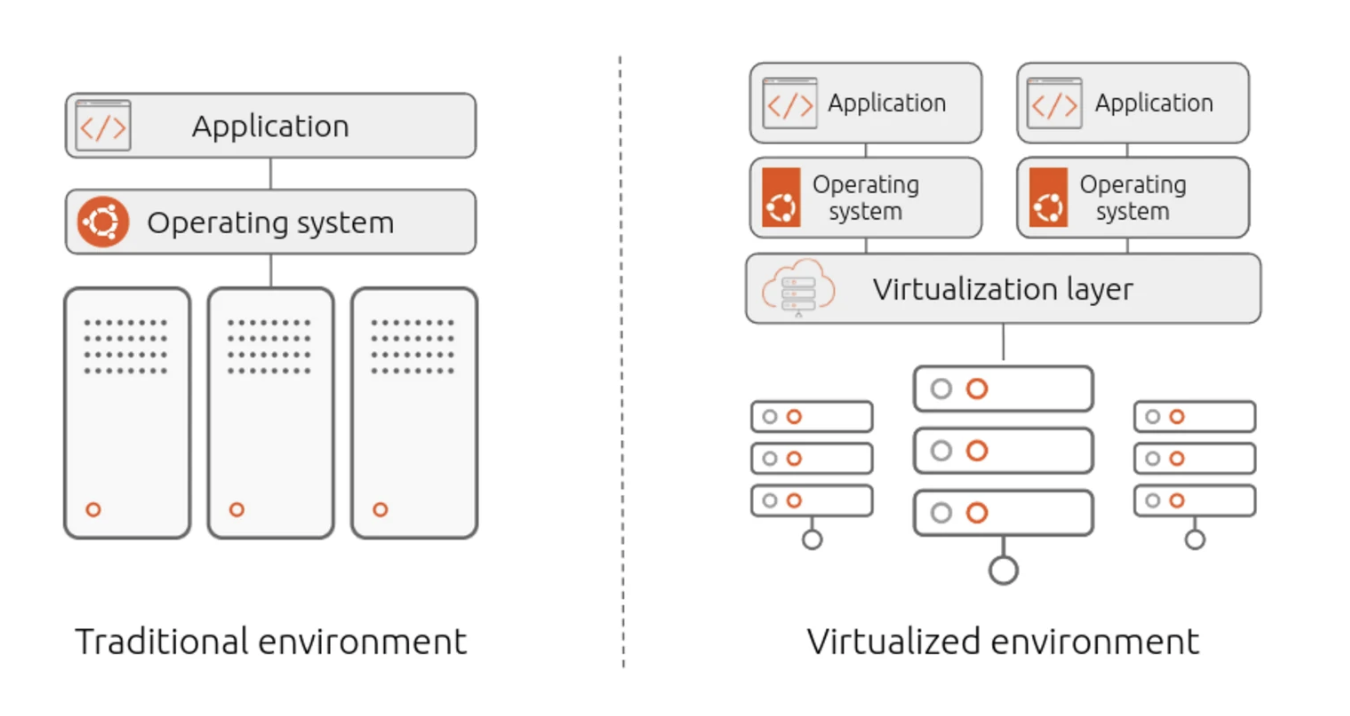 Application
Operating system
Traditional environment
Application
Application
Operating
system
Operating
system
Virtualization layer
Virtualized environment